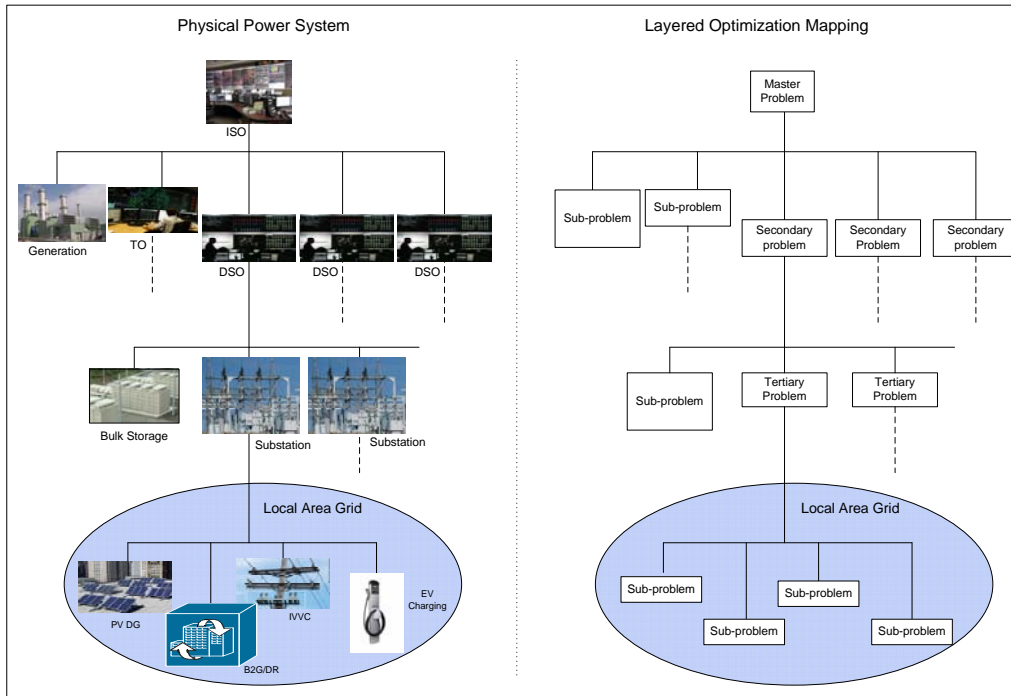 Physical Power System
ISO
Generation
TO
DSO
DSO
DSO
Bulk Storage
Substation
Substation
Local Area Grid
PV DG
B2G/DR
IVVC
EV
Charging
Layered Optimization Mapping
Master
Problem
Sub-problem
Sub-problem
Secondary
problem
Secondary
Problem
Secondary
problem
Sub-problem
Tertiary
Problem
Tertiary
Problem
Local Area Grid
Sub-problem
Sub-problem
Sub-problem
Sub-problem